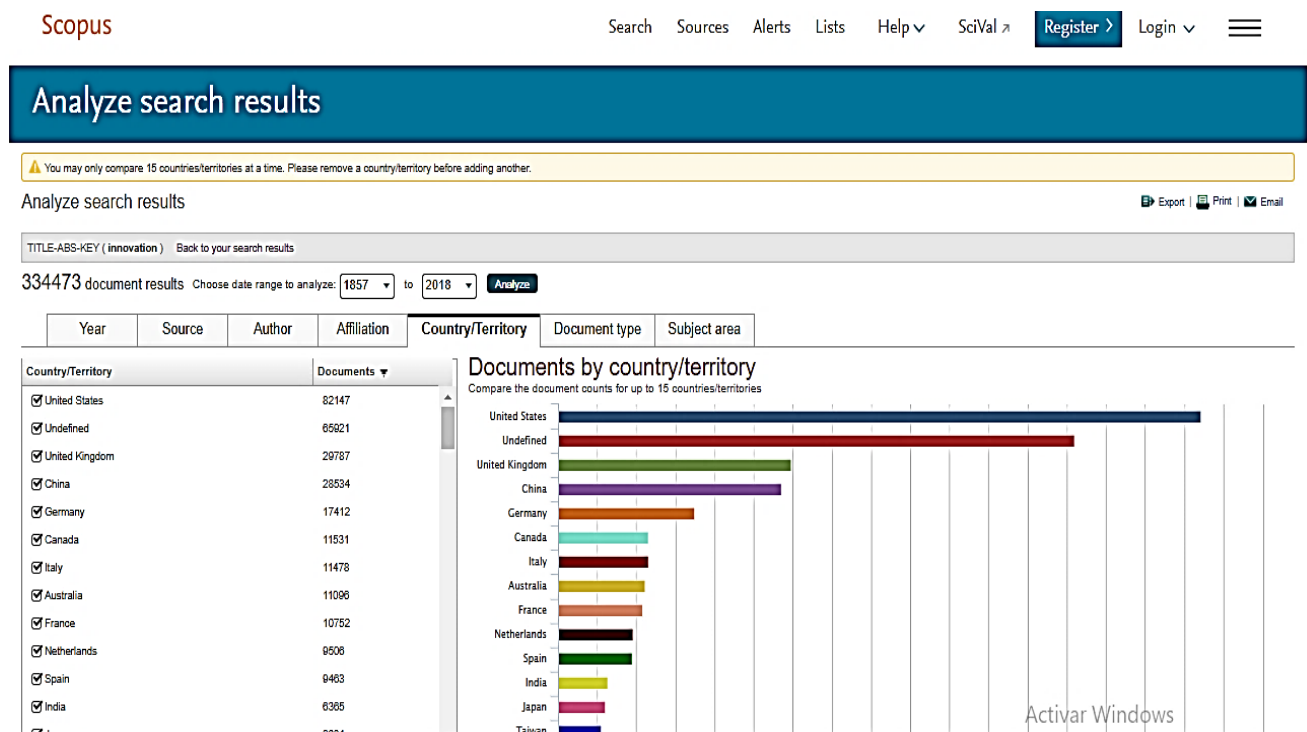 Scopus
Search Sources Alerts Lists Help SciVal Register Login
Analyze search results
You may only compare 15 countries/territories at a time. Please remove a country/territory before adding another.
Analyze search results
Export | Print | Email
TITLE-ABS-KEY ( innovation ) Back to your search results
334473 document results Choose date range to analyze: 1857 to 2018 Analyze
Year Source Author Affiliation Country/Territory Document type Subject area
Country/Territory Documents
United States 82147
Undefined 65921
United Kingdom 29787
China 28534
Germany 17412
Canada 11531
Italy 11478
Australia 11096
France 10752
Netherlands 9506
Spain 9463
India 6365
Documents by country/territory
Compare the document counts for up to 15 countries/territories
United States
Undefined
United Kingdom
China
Germany
Canada
Italy
Australia
France
Netherlands
Spain
India
Japan
Taiwan
Activar Windows